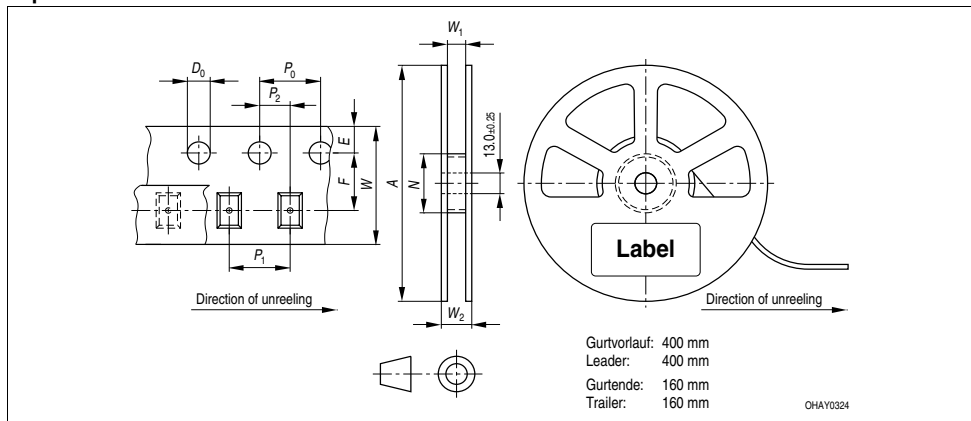 W1
D0
P0
P2
E
F
W
A
N
13.0±0.25
P1
W2
Label
Direction of unreeling
Direction of unreeling
Gurtvorlauf: 400 mm
Leader: 400 mm
Gurtende: 160 mm
Trailer: 160 mm
OHAY0324